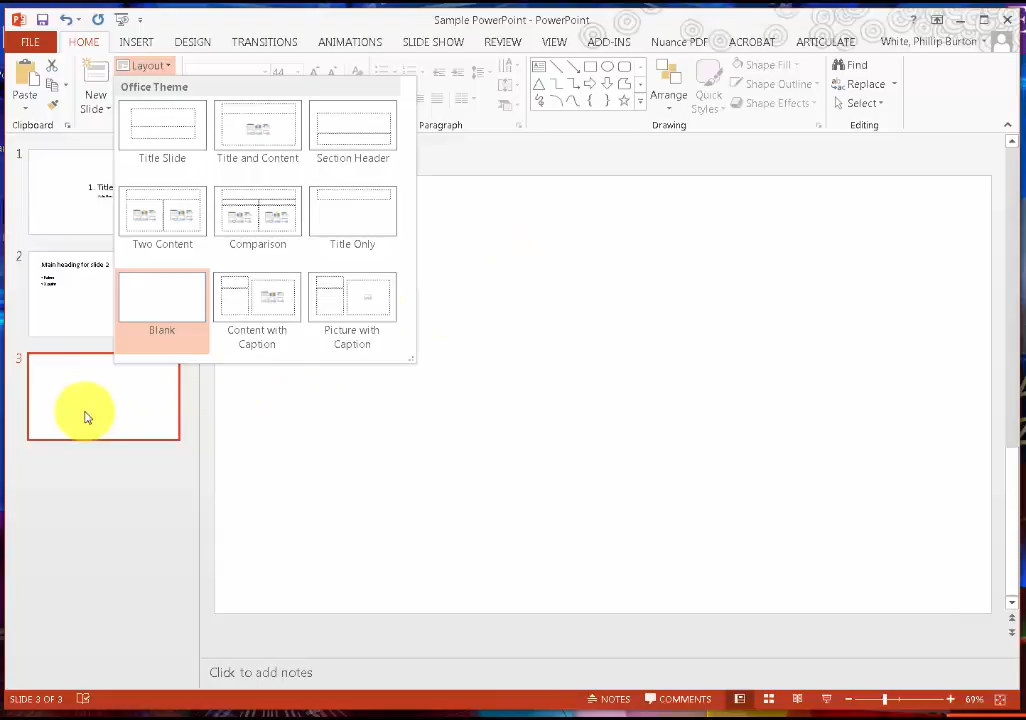 Sample PowerPoint - PowerPoint
FILE HOME INSERT DESIGN TRANSITIONS ANIMATIONS SLIDE SHOW REVIEW VIEW ADD-INS Nuance PDF ACROBAT ARTICULATE White, Phillip Burton
Paste
New
Slide
Layout
44
Arrange
Quick
Styles
Shape Fill
Shape Outline
Shape Effects
Find
Replace
Select
Clipboard
Paragraph
Drawing
Editing
Office Theme
Title Slide Title and Content Section Header
Two Content Comparison Title Only
Blank
Content with
Caption
Picture with
Caption
1
1. Title
2
Main heading for slide 2
3
Click to add notes
SLIDE 3 OF 3 NOTES COMMENTS 69%